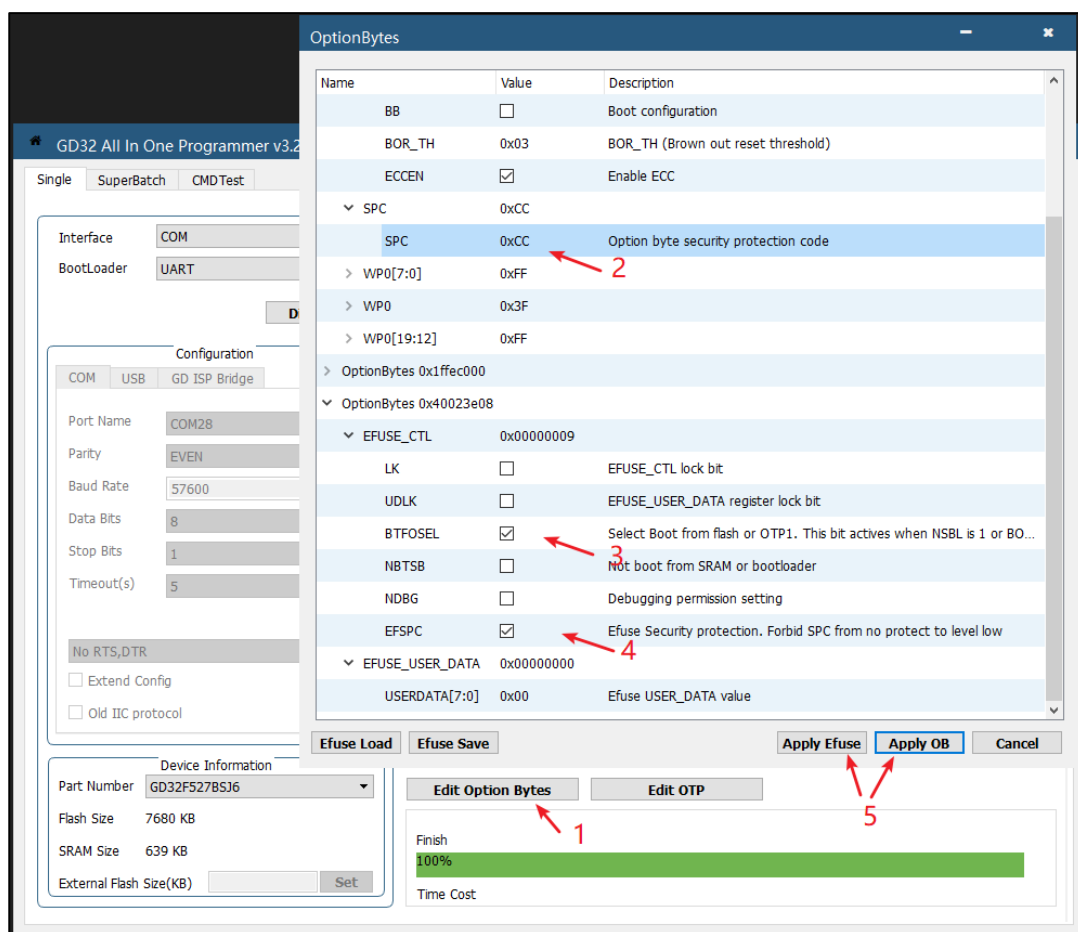 OptionBytes
Name Value Description
BB Boot configuration
BOR_TH 0x03 BOR_TH (Brown out reset threshold)
ECCEN Enable ECC
SPC 0xCC
SPC 0xCC Option byte security protection code
2
WP0[7:0] 0xFF
WP0 0x3F
WP0[19:12] 0xFF
OptionBytes 0x1ffec000
OptionBytes 0x40023e08
EFUSE_CTL 0x00000009
LK EFUSE_CTL lock bit
UDLK EFUSE_USER_DATA register lock bit
BTFOSEL Select Boot from flash or OTP1. This bit actives when NSBL is 1 or BO...
3
NBTSB Not boot from SRAM or bootloader
NDBG Debugging permission setting
EFSPC Efuse Security protection. Forbid SPC from no protect to level low
4
EFUSE_USER_DATA 0x00000000
USERDATA[7:0] 0x00 Efuse USER_DATA value
Efuse Load Efuse Save Apply Efuse Apply OB Cancel
5
GD32 All In One Programmer v3.2
Single SuperBatch CMDTest
Interface COM
BootLoader UART
Configuration
COM USB GD ISP Bridge
Port Name COM28
Parity EVEN
Baud Rate 57600
Data Bits 8
Stop Bits 1
Timeout(s) 5
No RTS,DTR
Extend Config
Old IIC protocol
Device Information
Part Number GD32F527BSJ6
Flash Size 7680 KB
SRAM Size 639 KB
External Flash Size(KB) Set
Edit Option Bytes Edit OTP
1
Finish
100%
Time Cost